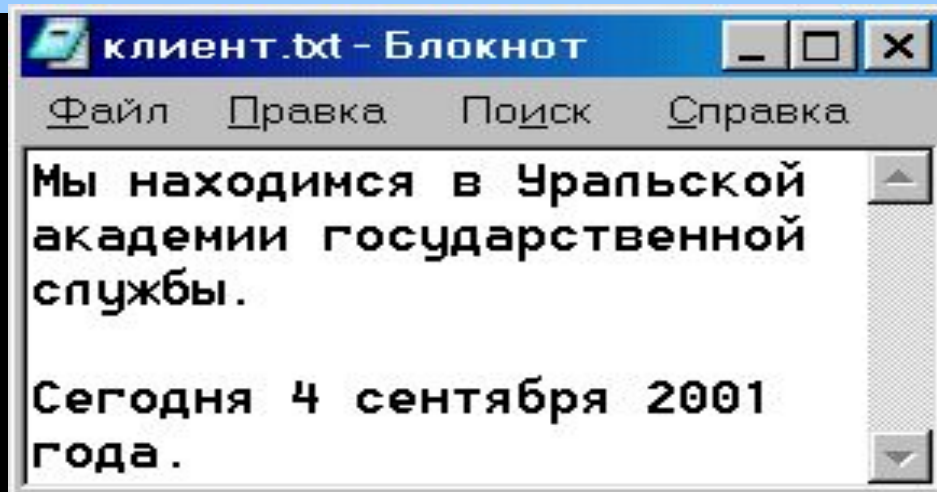 клиент.txt - Блокнот
Файл Правка Поиск Справка
Мы находимся в Уральской
академии государственной
службы.
Сегодня 4 сентября 2001
года.